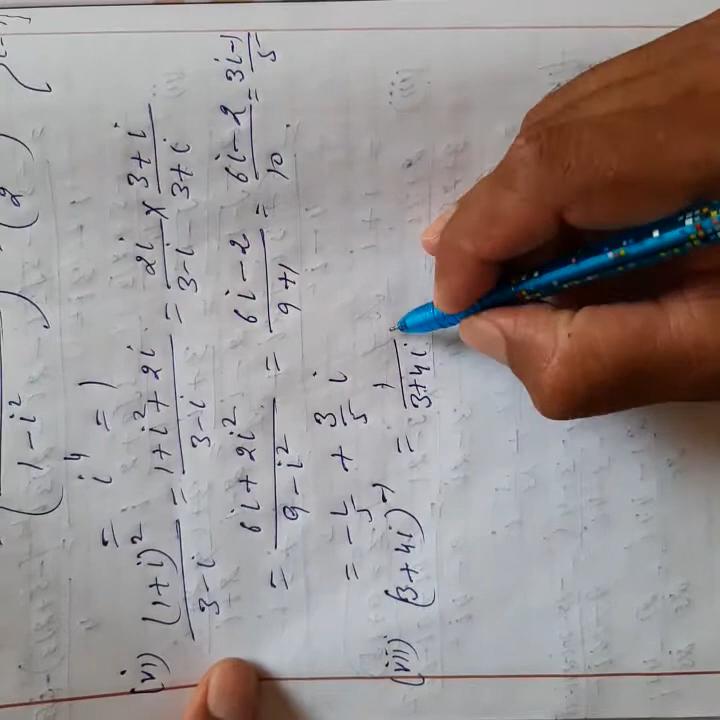 (1-i²) (2)
= i⁴ = 1
(vi) (1+i)²/3-i = 1+i²+2i/3-i = 2i/3-i × 3+i/3+i
= 6i+2i²/9-i² = 6i-2/9+1 = 6i-2/10 = 3i-1/5
= -1/5 + 3/5 i
(vii) (3+4i)⁻¹ = 1/3+4i